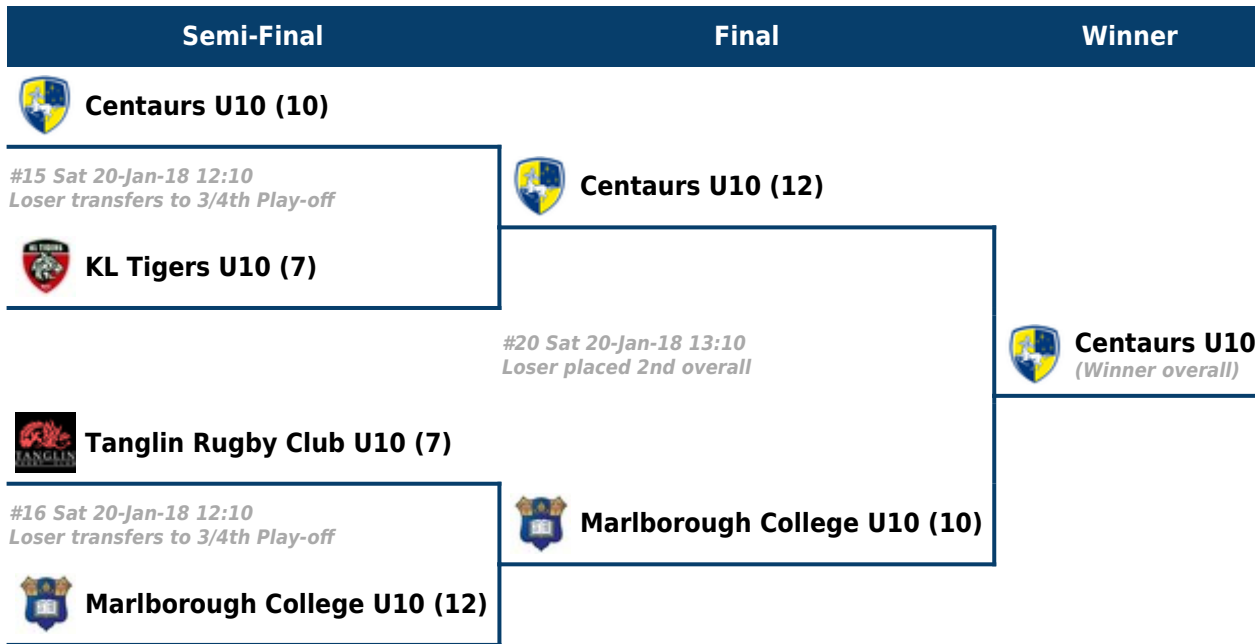 Semi-Final Final Winner
Centaurs U10 (10)
#15 Sat 20-Jan-18 12:10
Loser transfers to 3/4th Play-off
KL TIGERS
KL Tigers U10 (7)
Centaurs U10 (12)
#20 Sat 20-Jan-18 13:10
Loser placed 2nd overall
Centaurs U10
(Winner overall)
TANGLIN
Tanglin Rugby Club U10 (7)
#16 Sat 20-Jan-18 12:10
Loser transfers to 3/4th Play-off
Marlborough College U10 (12)
Marlborough College U10 (10)